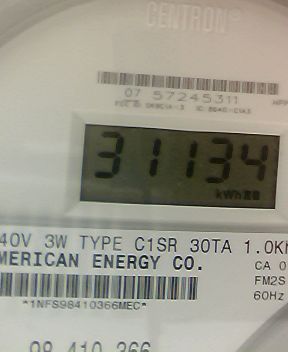 CENTRON®
07 57245311
31134
kWh
40V 3W TYPE C1SR 30TA 1.0K
MERICAN ENERGY CO.
CA 0
FM2S
60Hz
*1NFS98410366MEC*
98 410 366